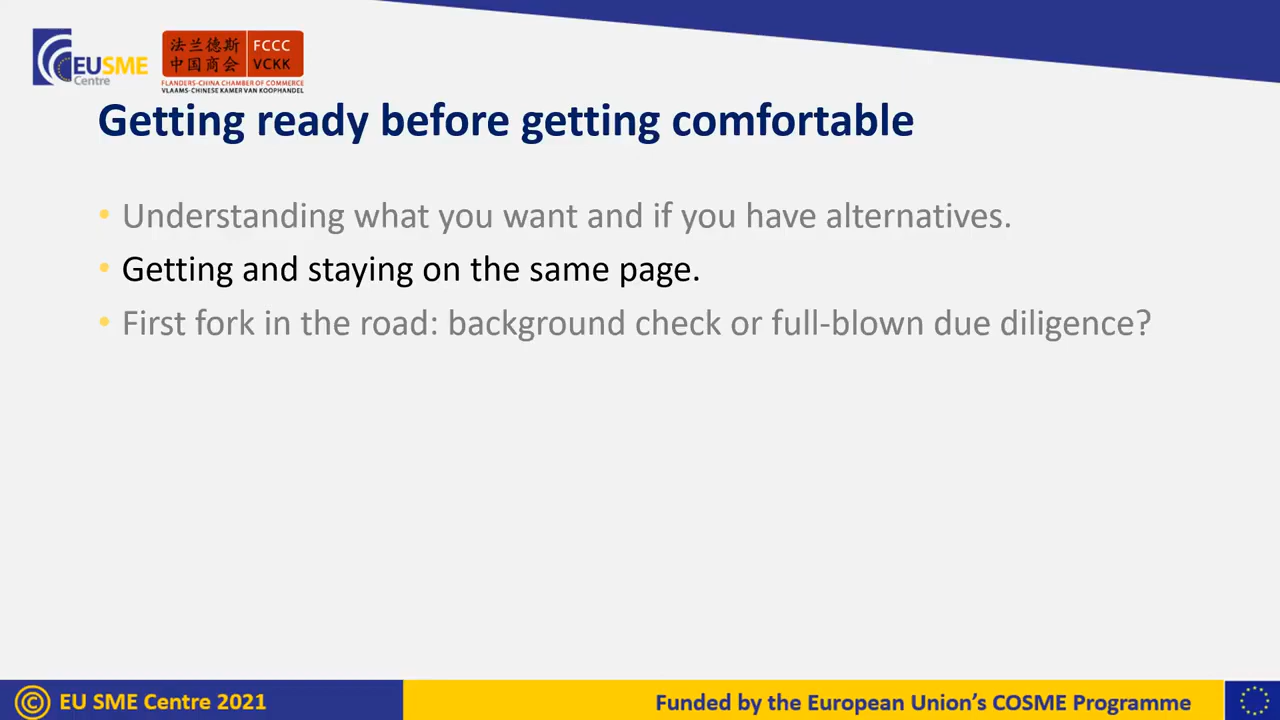 EUSME
Centre
法兰德斯
中国商会
FCCC
VCKK
FLANDERS-CHINA CHAMBER OF COMMERCE
VLAAMS-CHINESE KAMER VAN KOOPHANDEL
Getting ready before getting comfortable
• Understanding what you want and if you have alternatives.
• Getting and staying on the same page.
• First fork in the road: background check or full-blown due diligence?
© EU SME Centre 2021
Funded by the European Union’s COSME Programme